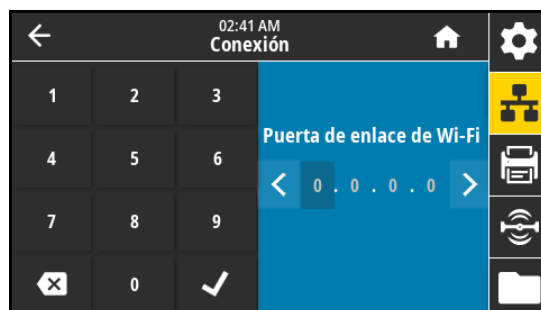 02:41 AM
Conexión
1 2 3
Puerta de enlace de Wi-Fi
4 5 6
0 . 0 . 0 . 0
7 8 9
0